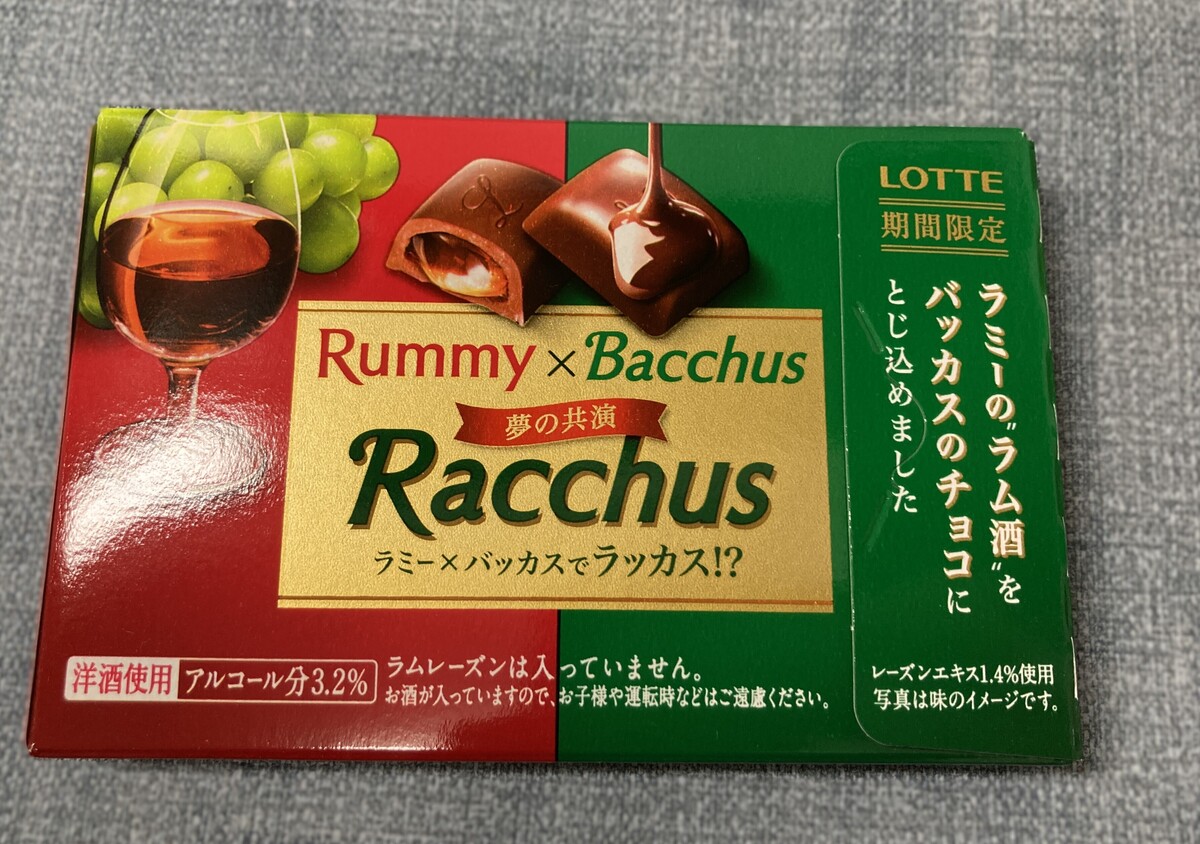 Rummy×Bacchus
夢の共演
Racchus
ラミー×バッカスでラッカス!?
洋酒使用 アルコール分3.2%
ラムレーズンは入っていません。
お酒が入っていますので、お子様や運転時などはご遠慮ください。
LOTTE
期間限定
ラミーの"ラム酒"を
バッカスのチョコに
とじ込めました
レーズンエキス1.4%使用
写真は味のイメージです。